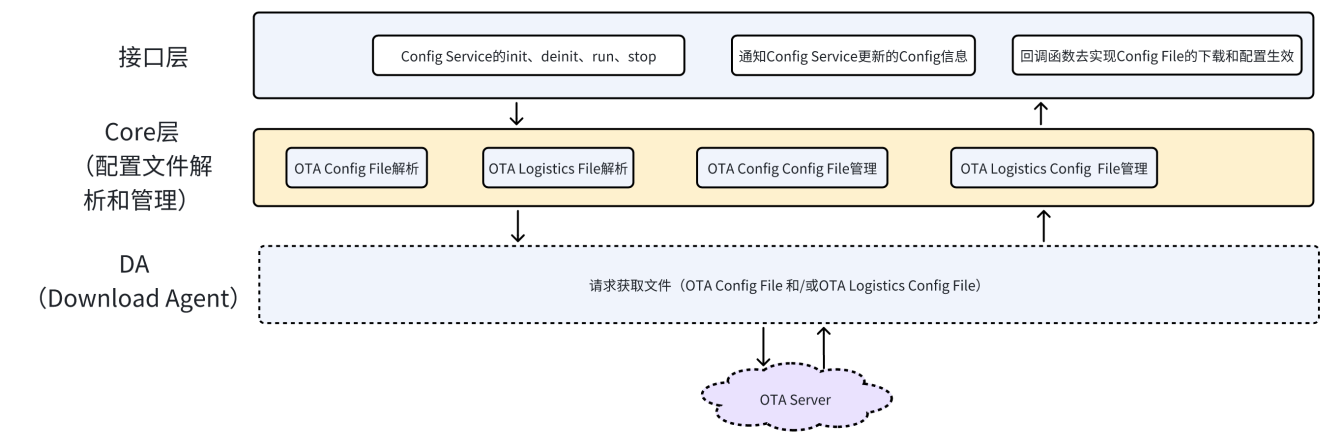 接口层
Config Service的init、deinit、run、stop
通知Config Service更新的Config信息
回调函数去实现Config File的下载和配置生效
Core层
（配置文件解
析和管理）
OTA Config File解析
OTA Logistics File解析
OTA Config Config File管理
OTA Logistics Config  File管理
DA
（Download Agent）
请求获取文件（OTA Config File 和/或OTA Logistics Config File）
OTA Server